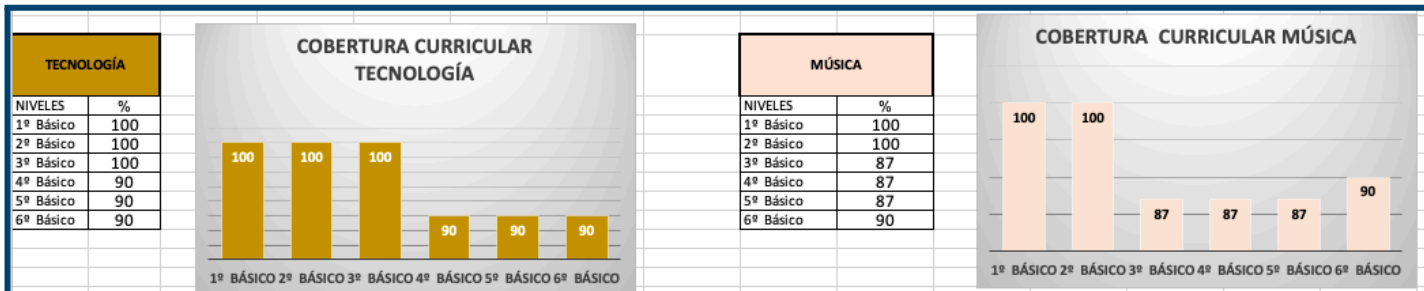 TECNOLOGÍA
NIVELES %
1º Básico 100
2º Básico 100
3º Básico 100
4º Básico 90
5º Básico 90
6º Básico 90
COBERTURA CURRICULAR
TECNOLOGÍA
100 100 100 90 90 90
1º BÁSICO 2º BÁSICO 3º BÁSICO 4º BÁSICO 5º BÁSICO 6º BÁSICO
MÚSICA
NIVELES %
1º Básico 100
2º Básico 100
3º Básico 87
4º Básico 87
5º Básico 87
6º Básico 90
COBERTURA CURRICULAR MÚSICA
100 100 87 87 87 90
1º BÁSICO 2º BÁSICO 3º BÁSICO 4º BÁSICO 5º BÁSICO 6º BÁSICO